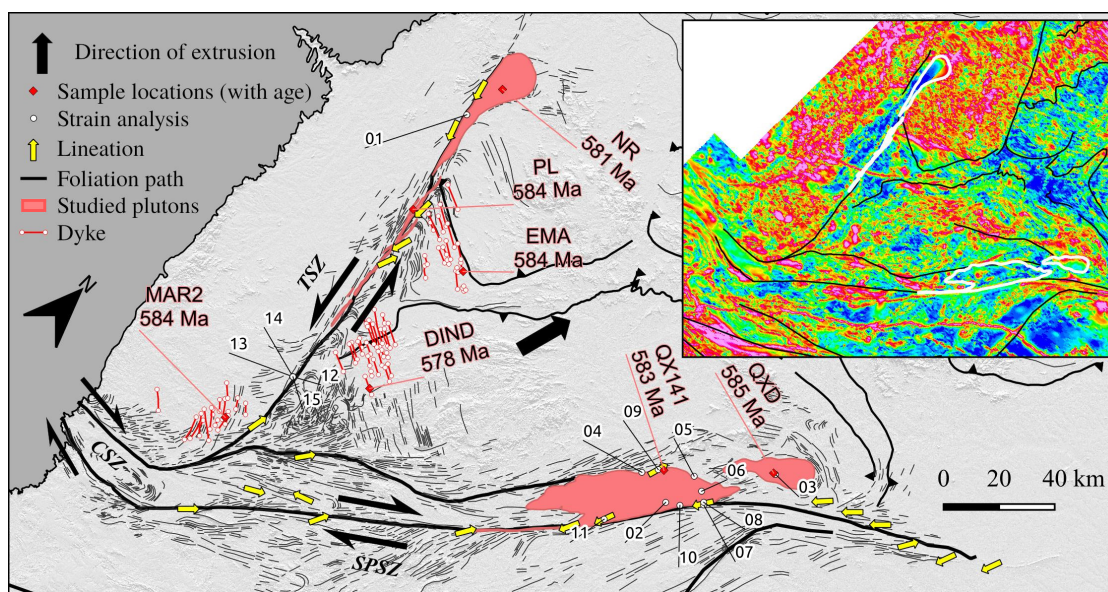 Direction of extrusion
Sample locations (with age)
Strain analysis
Lineation
Foliation path
Studied plutons
Dyke
N
01
NR
581 Ma
PL
584 Ma
EMA
584 Ma
TSZ
MAR2
584 Ma
DIND
578 Ma
14
13
12
15
QX141
583 Ma
QXD
585 Ma
09
04
05
06
03
CSZ
11
02
10
08
07
SPSZ
0
20
40 km